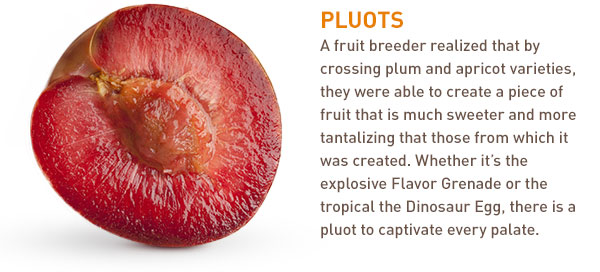 PLUOTS
A fruit breeder realized that by
crossing plum and apricot varieties,
they were able to create a piece of
fruit that is much sweeter and more
tantalizing that those from which it
was created. Whether it's the
explosive Flavor Grenade or the
tropical the Dinosaur Egg, there is a
pluot to captivate every palate.